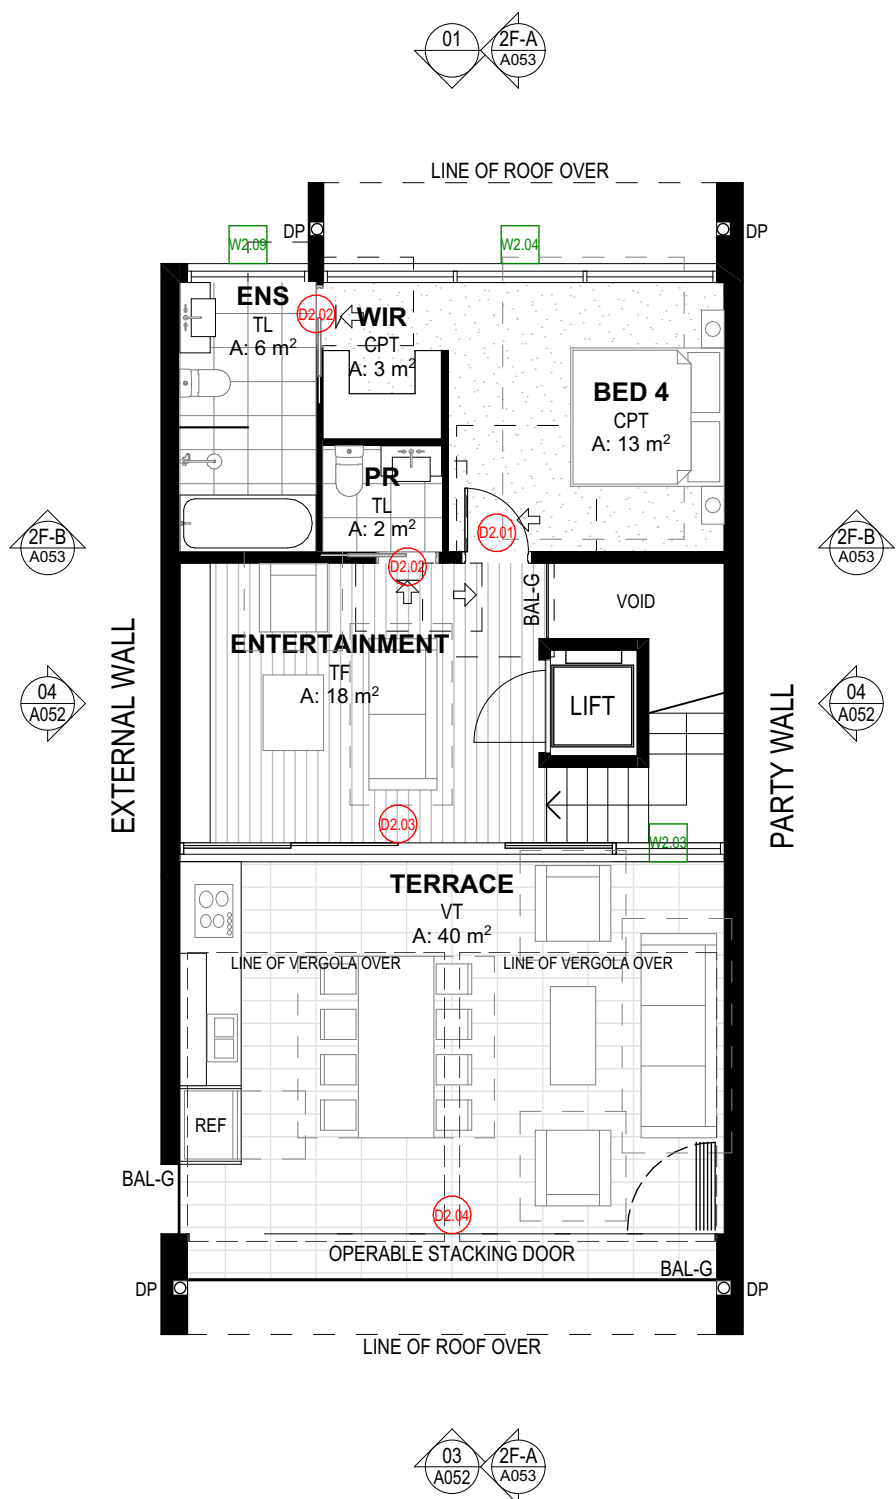 01
2F-A
A053
LINE OF ROOF OVER
DP
DP
W2.09
W2.04
ENS
TL
A: 6 m²
D2.02
WIR
CPT
A: 3 m²
BED 4
CPT
A: 13 m²
PR
TL
A: 2 m²
D2.01
D2.02
2F-B
A053
2F-B
A053
BAL-G
VOID
ENTERTAINMENT
TF
A: 18 m²
LIFT
04
A052
04
A052
EXTERNAL WALL
PARTY WALL
D2.03
W2.03
TERRACE
VT
A: 40 m²
LINE OF VERGOLA OVER
LINE OF VERGOLA OVER
REF
BAL-G
D2.04
OPERABLE STACKING DOOR
BAL-G
DP
DP
LINE OF ROOF OVER
03
A052
2F-A
A053